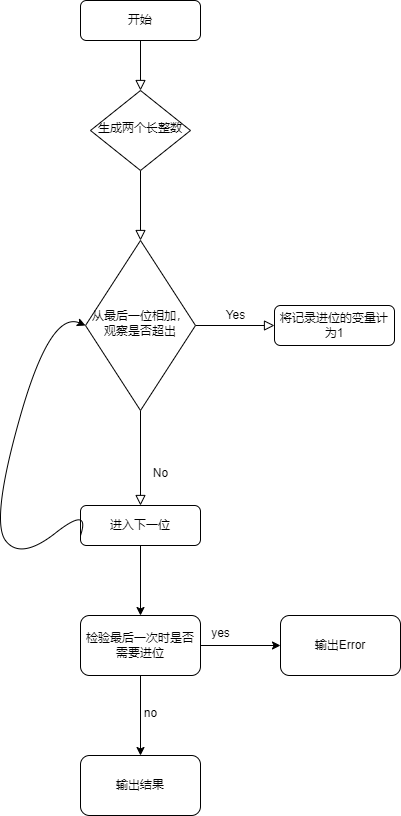 开始
生成两个长整数
从最后一位相加，
观察是否超出
Yes
将记录进位的变量计
为1
No
进入下一位
检验最后一次时是否
需要进位
yes
输出Error
no
输出结果